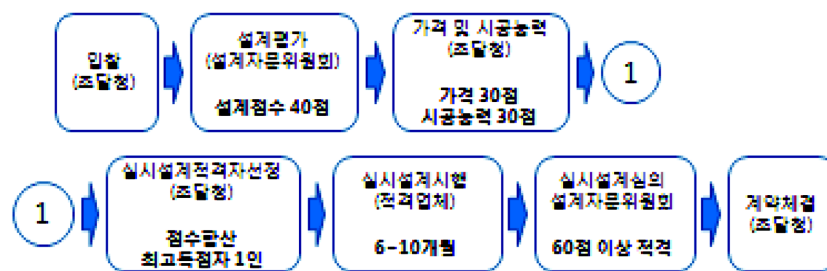 입찰
(조달청)
설계평가
(설계자문위원회)
설계점수 40점
가격 및 시공능력
(조달청)
가격 30점
시공능력 30점
1
1
실시설계적격자선정
(조달청)
점수합산
최고득점자 1인
실시설계시행
(적격업체)
6-10개월
실시설계심의
설계자문위원회
60점 이상 적격
계약체결
(조달청)